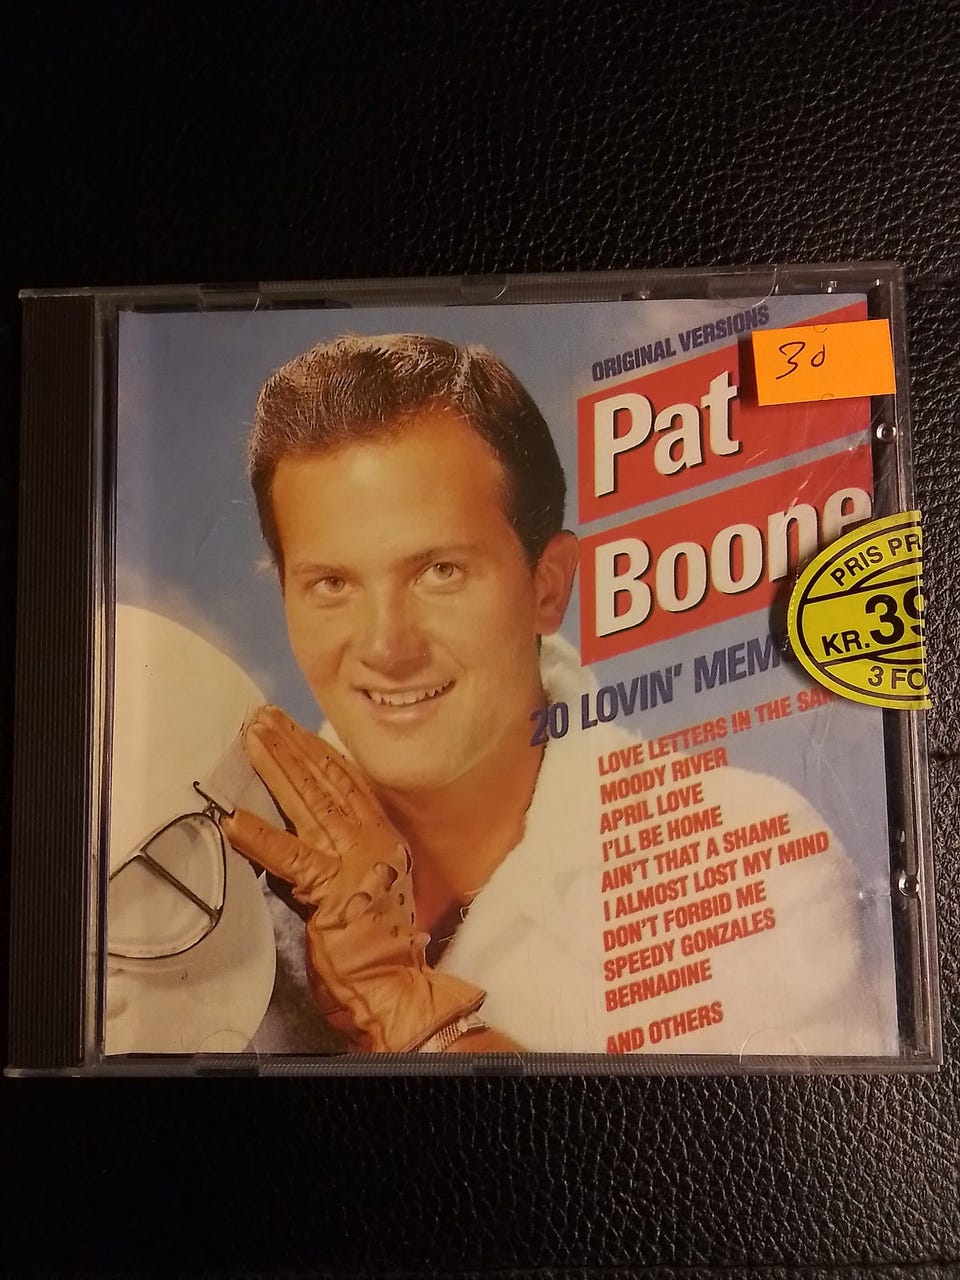 ORIGINAL VERSIONS
30
Pat
Boone
PRIS PR
KR. 39
3 FO
20 LOVIN' MEM
LOVE LETTERS IN THE SAN
MOODY RIVER
APRIL LOVE
I'LL BE HOME
AIN'T THAT A SHAME
I ALMOST LOST MY MIND
DON'T FORBID ME
SPEEDY GONZALES
BERNADINE
AND OTHERS